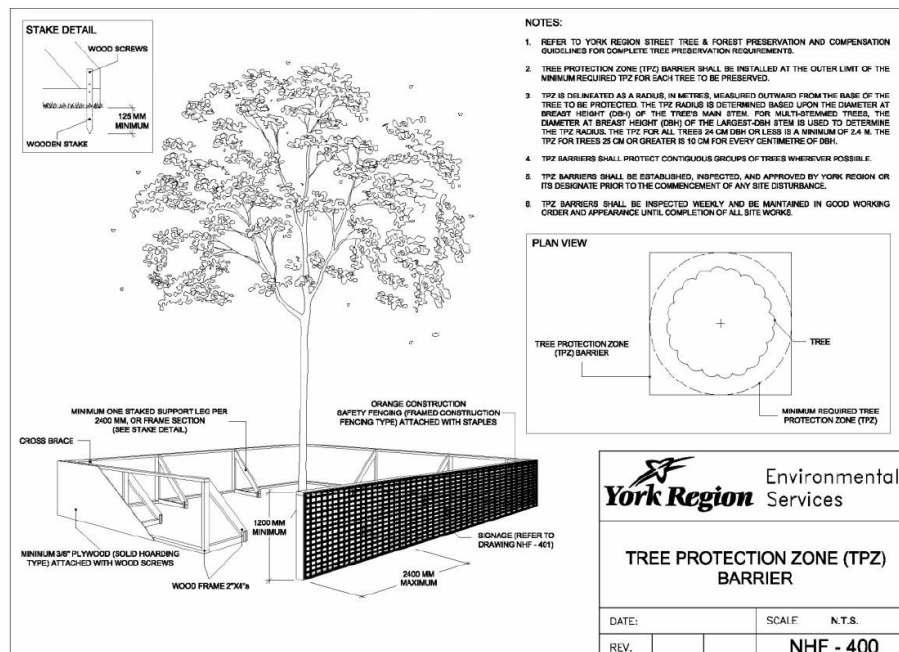 STAKE DETAIL
WOOD SCREWS
125 MM
MINIMUM
WOODEN STAKE
NOTES:
1. REFER TO YORK REGION STREET TREE & FOREST PRESERVATION AND COMPENSATION
GUIDELINES FOR COMPLETE TREE PRESERVATION REQUIREMENTS.
2. TREE PROTECTION ZONE (TPZ) BARRIER SHALL BE INSTALLED AT THE OUTER LIMIT OF THE
MINIMUM REQUIRED TPZ FOR EACH TREE TO BE PRESERVED.
3 TPZ IS DELINEATED AS A RADIUS, IN METRES, MEASURED OUTWARD FROM THE BASE OF THE
TREE TO BE PROTECTED. THE TPZ RADIUS IS DETERMINED BASED UPON THE DIAMETER AT
BREAST HEIGHT (DBH) OF THE TREE'S MAIN STEM. FOR MULTI-STEMMED TREES, THE
DIAMETER AT BREAST HEIGHT (DBH) OF THE LARGEST-DBH STEM IS USED TO DETERMINE
THE TPZ RADIUS. THE TPZ FOR ALL TREES 24 CM DBH OR LESS IS A MINIMUM OF 2.4 M. THE
TPZ FOR TREES 25 CM OR GREATER IS 10 CM FOR EVERY CENTIMETRE OF DBH.
4 TPZ BARRIERS SHALL PROTECT CONTIGUOUS GROUPS OF TREES WHEREVER POSSIBLE.
5 TPZ BARRIERS SHALL BE ESTABLISHED, INSPECTED, AND APPROVED BY YORK REGION OR
ITS DESIGNATE PRIOR TO THE COMMENCEMENT OF ANY SITE DISTURBANCE.
6 TPZ BARRIERS SHALL BE INSPECTED WEEKLY AND BE MAINTAINED IN GOOD WORKING
ORDER AND APPEARANCE UNTIL COMPLETION OF ALL SITE WORKS.
PLAN VIEW
TREE PROTECTION ZONE
(TPZ) BARRIER
TREE
MINIMUM REQUIRED TREE
PROTECTION ZONE (TPZ)
MINIMUM ONE STAKED SUPPORT LEG PER
2400 MM, OR FRAME SECTION
(SEE STAKE DETAIL)
CROSS BRACE
ORANGE CONSTRUCTION
SAFETY FENCING (FRAMED CONSTRUCTION
FENCING TYPE) ATTACHED WITH STAPLES
1200 MM
MINIMUM
SIGNAGE (REFER TO
DRAWING NHF - 401)
MINIMUM 3/8" PLYWOOD (SOLID HOARDING
TYPE) ATTACHED WITH WOOD SCREWS
WOOD FRAME 2"X4"s
2400 MM
MAXIMUM
York Region Environmental
Services
TREE PROTECTION ZONE (TPZ)
BARRIER
DATE:
SCALE N.T.S.
REV.
NHF - 400